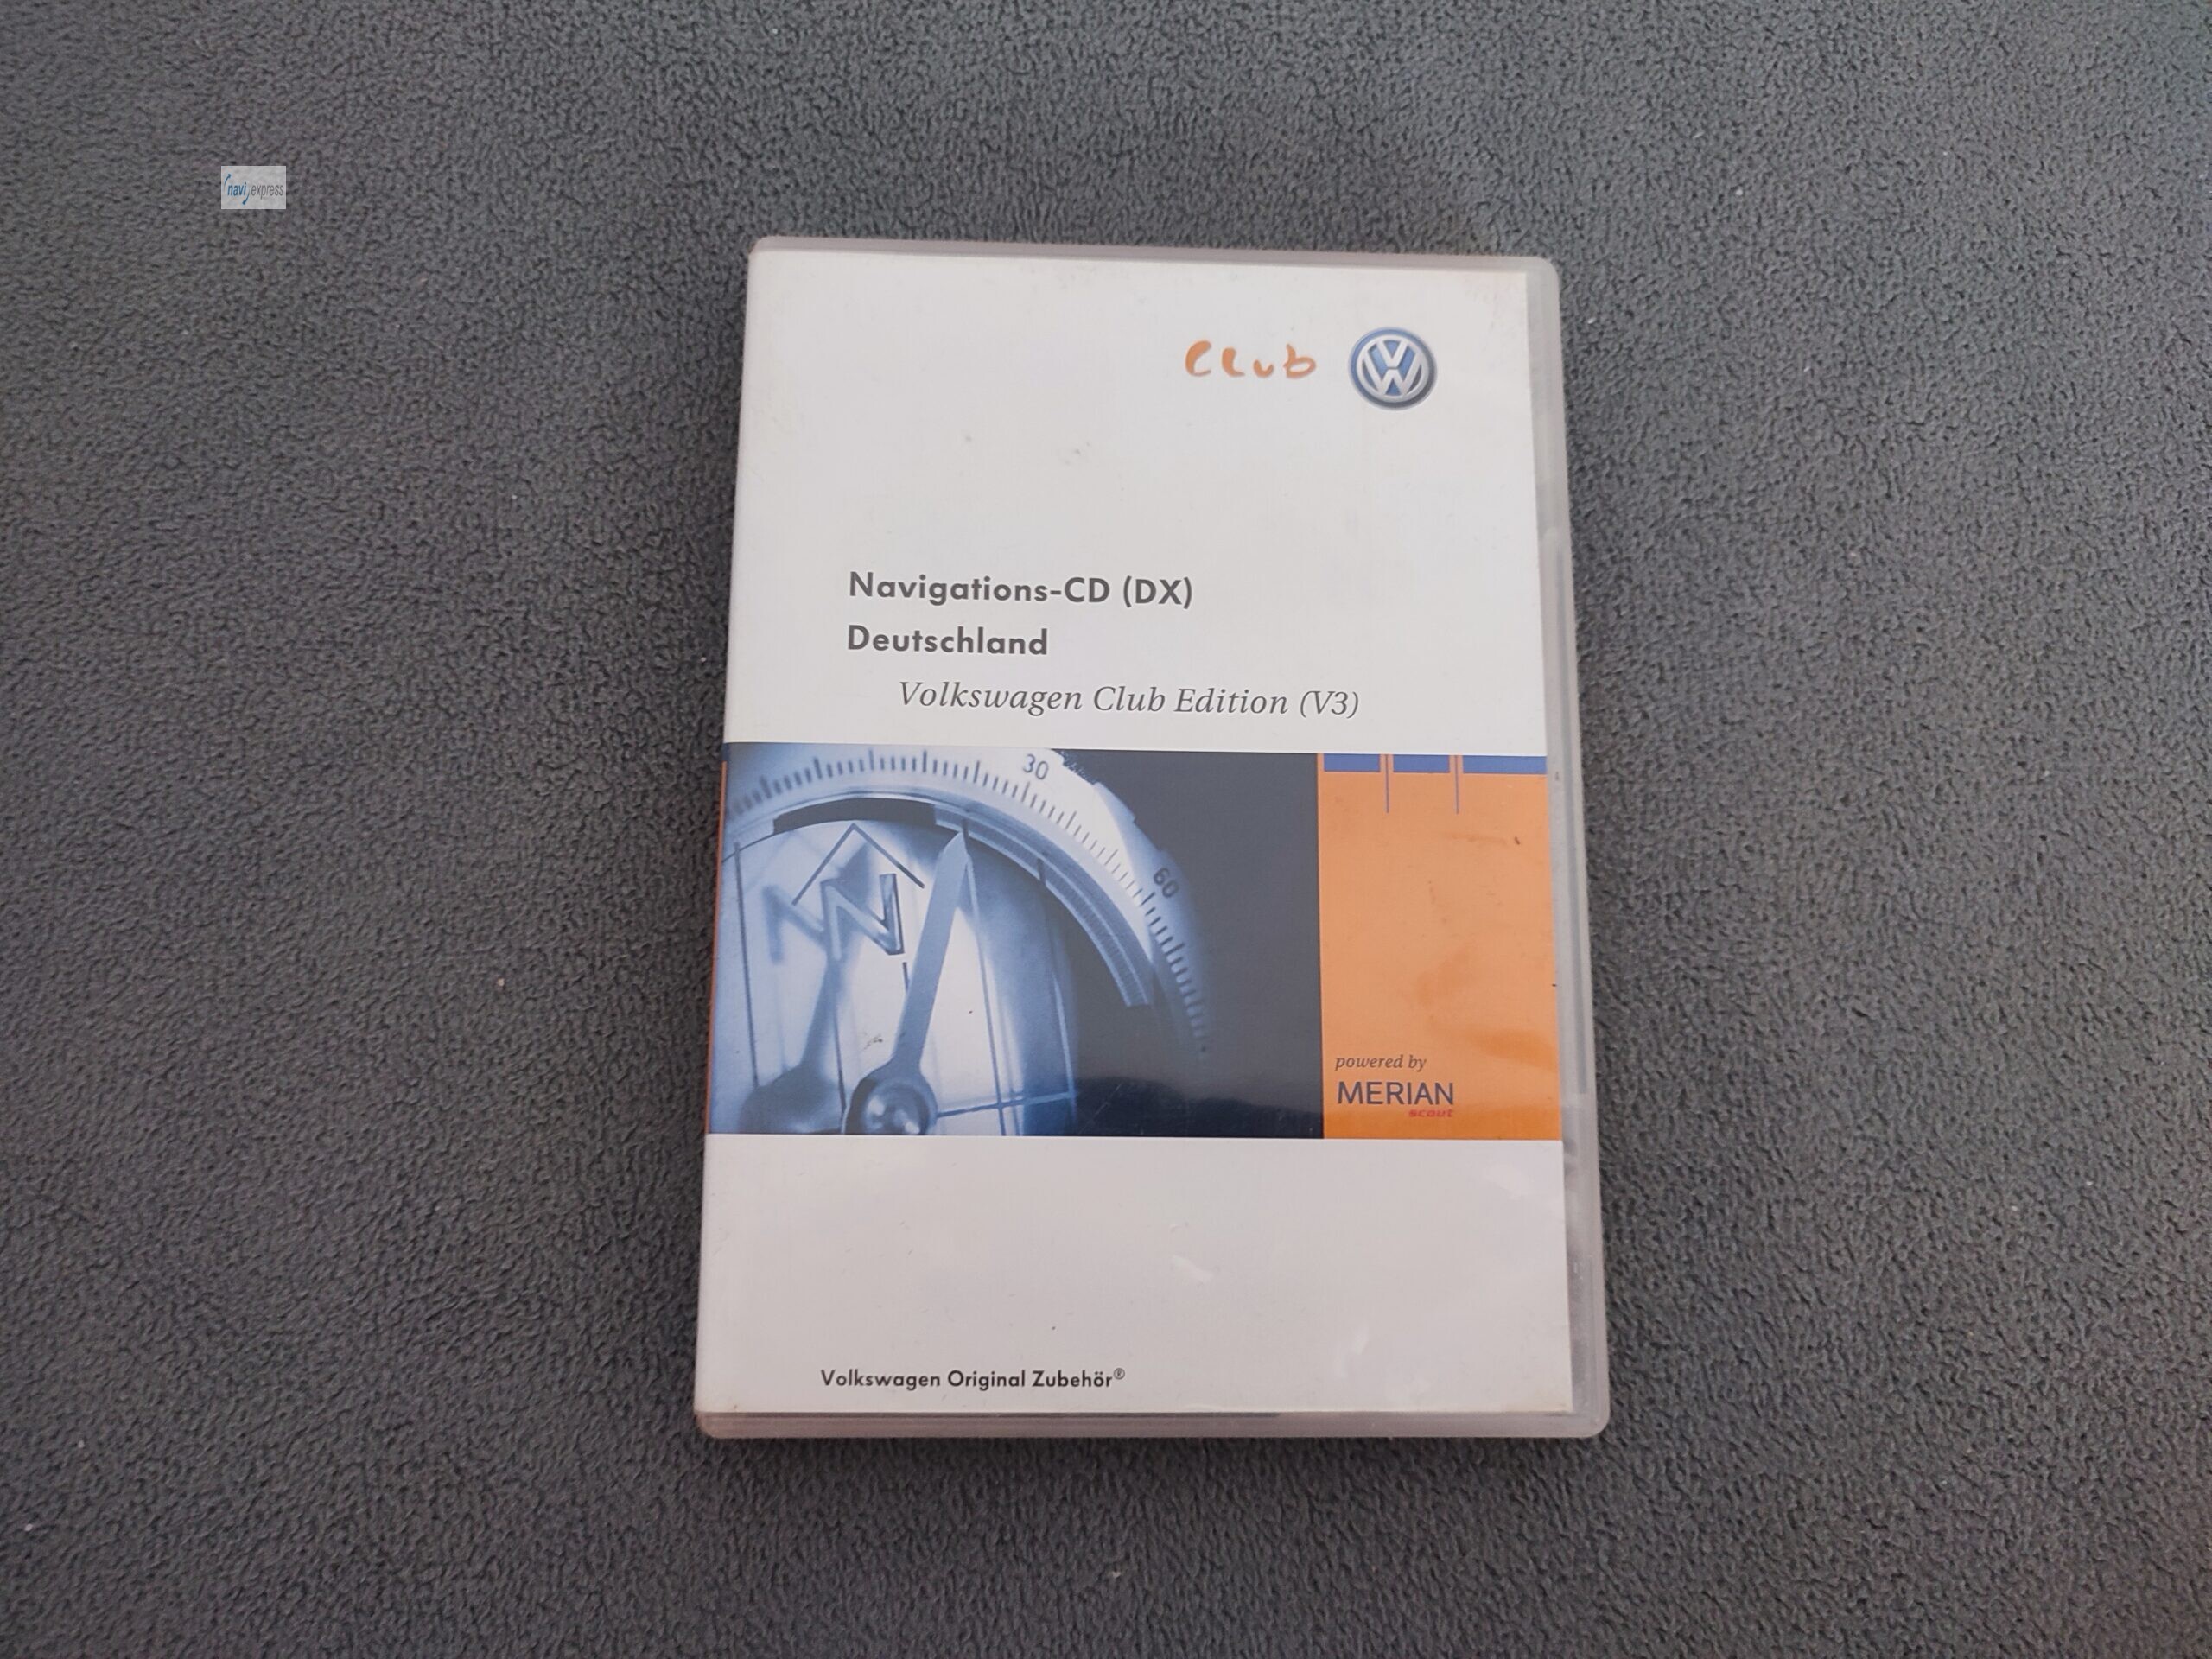 navi express
Club
Navigations-CD (DX)
Deutschland
Volkswagen Club Edition (V3)
30
60
N
powered by
MERIAN
scout
Volkswagen Original Zubehör®